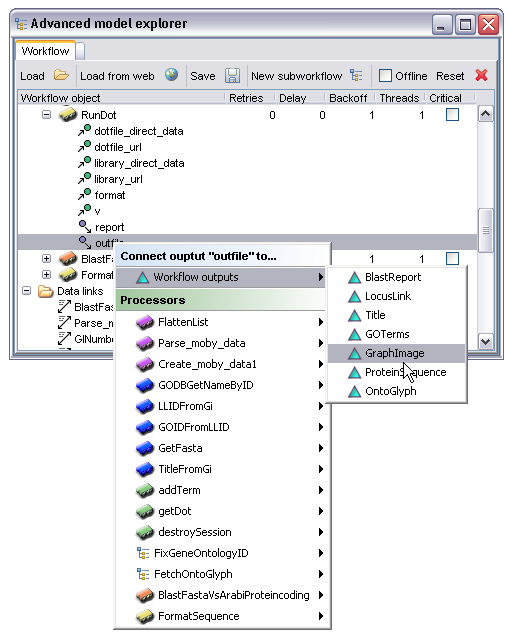 Advanced model explorer
Workflow
Load Load from web Save New subworkflow Offline Reset
Workflow object Retries Delay Backoff Threads Critical
RunDot 0 0 1 1
dotfile_direct_data
dotfile_url
library_direct_data
library_url
format
v
report
outfile
Connect ouptut "outfile" to...
BlastFa 1 1
Workflow outputs
Format
BlastReport
Data links
Processors
LocusLink
BlastFas
FlattenList
Title
Parse_m
GOTerms
GINumb
Parse_moby_data
GraphImage
Create_moby_data1
ProteinSequence
GODBGetNameByID
OntoGlyph
LLIDFromGi
GOIDFromLLID
GetFasta
TitleFromGi
addTerm
getDot
destroySession
FixGeneOntologyID
FetchOntoGlyph
BlastFastaVsArabiProteincoding
FormatSequence